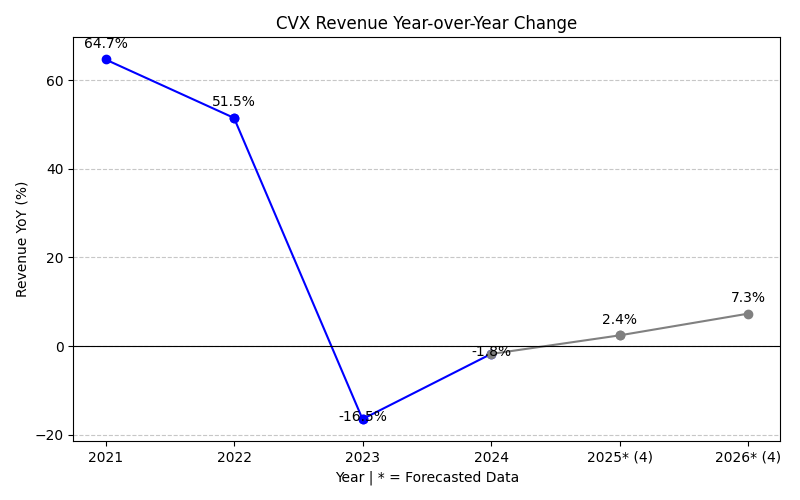 CVX Revenue Year-over-Year Change
64.7%
60
51.5%
40
Revenue YoY (%)
20
7.3%
2.4%
0
-1.8%
-16.5%
−20
2021 2022 2023 2024 2025* (4) 2026* (4)
Year | * = Forecasted Data